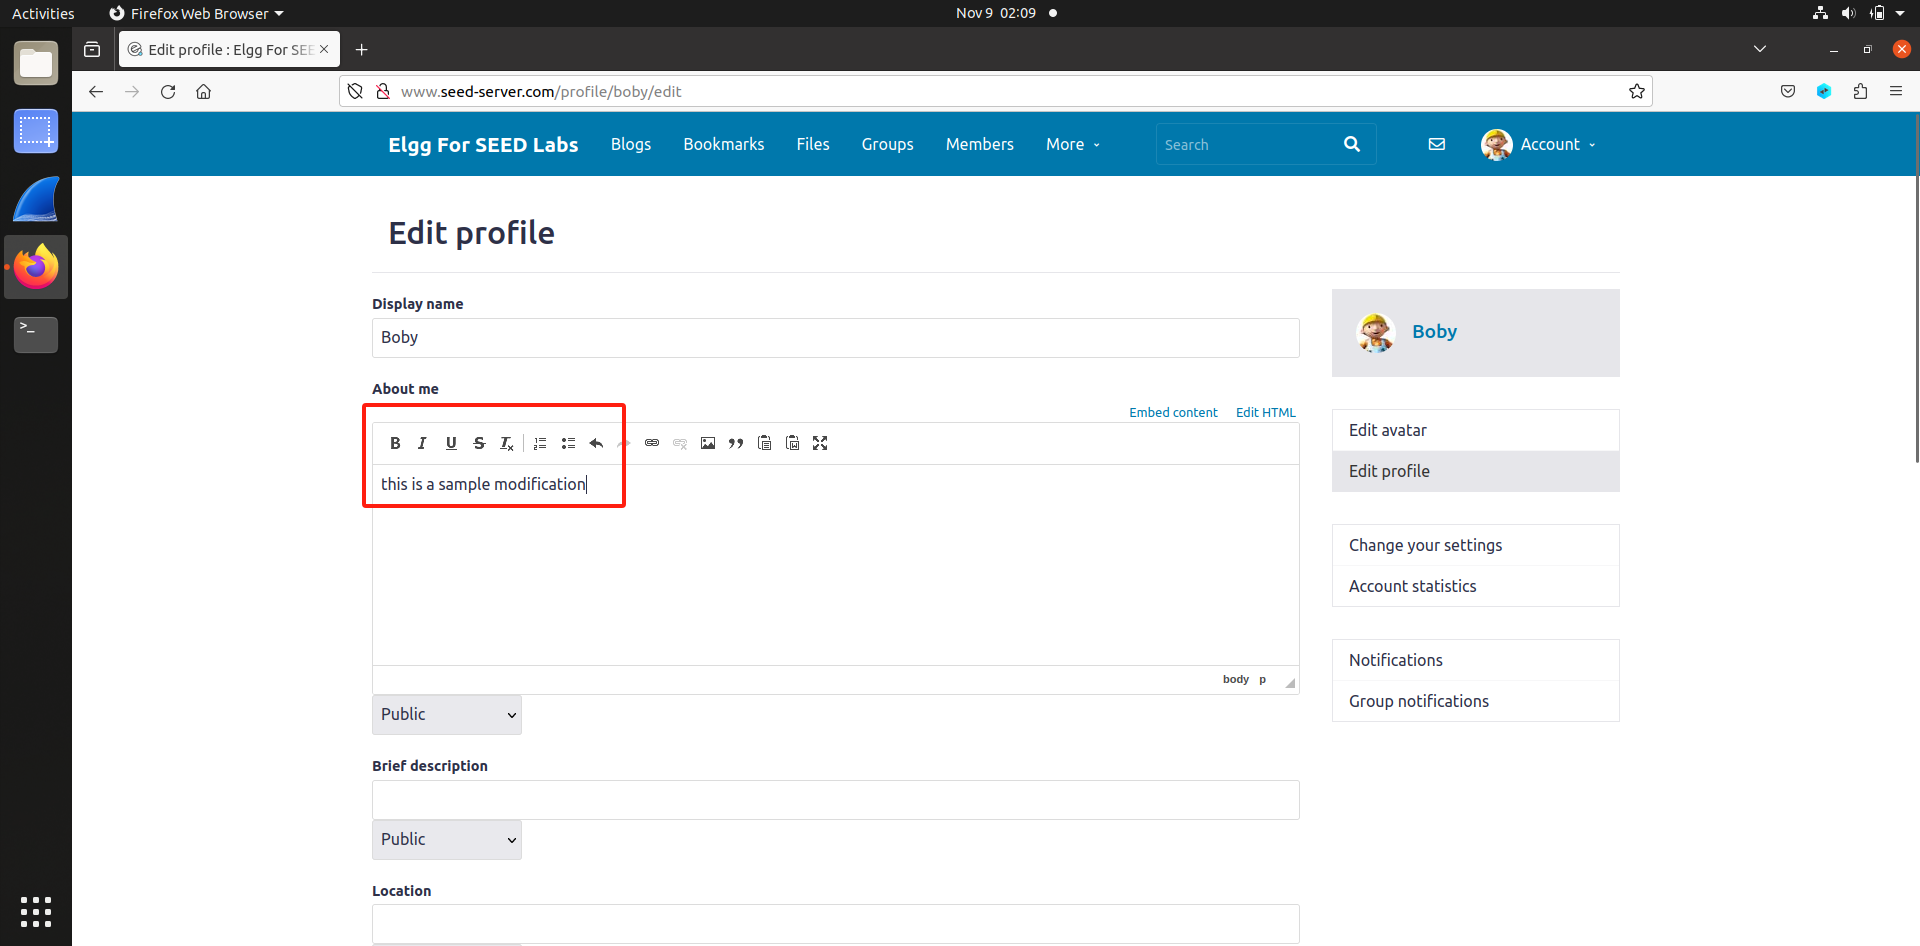 Activities
Firefox Web Browser
Nov 9 02:09
Edit profile : Elgg For SEE
www.seed-server.com/profile/boby/edit
Elgg For SEED Labs
Blogs
Bookmarks
Files
Groups
Members
More
Search
Account
Edit profile
Display name
Boby
About me
Embed content
Edit HTML
B I U S Tx
this is a sample modification
body p
Public
Brief description
Public
Location
Boby
Edit avatar
Edit profile
Change your settings
Account statistics
Notifications
Group notifications